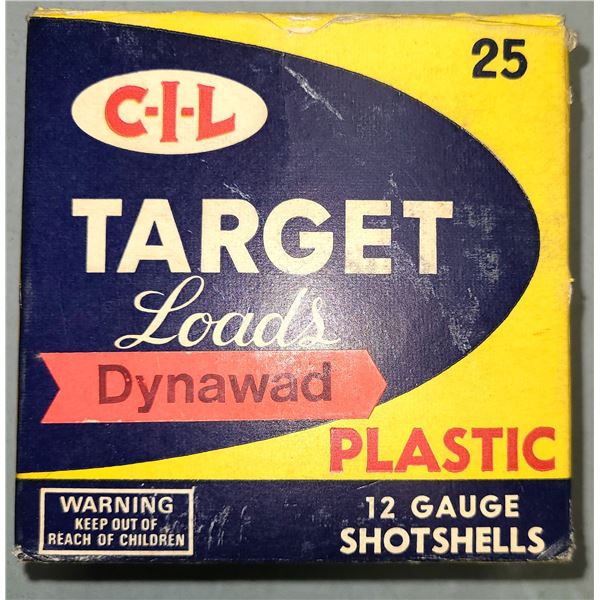 25
C-I-L
TARGET
Loads
Dynawad
PLASTIC
WARNING
KEEP OUT OF
REACH OF CHILDREN
12 GAUGE
SHOTSHELLS